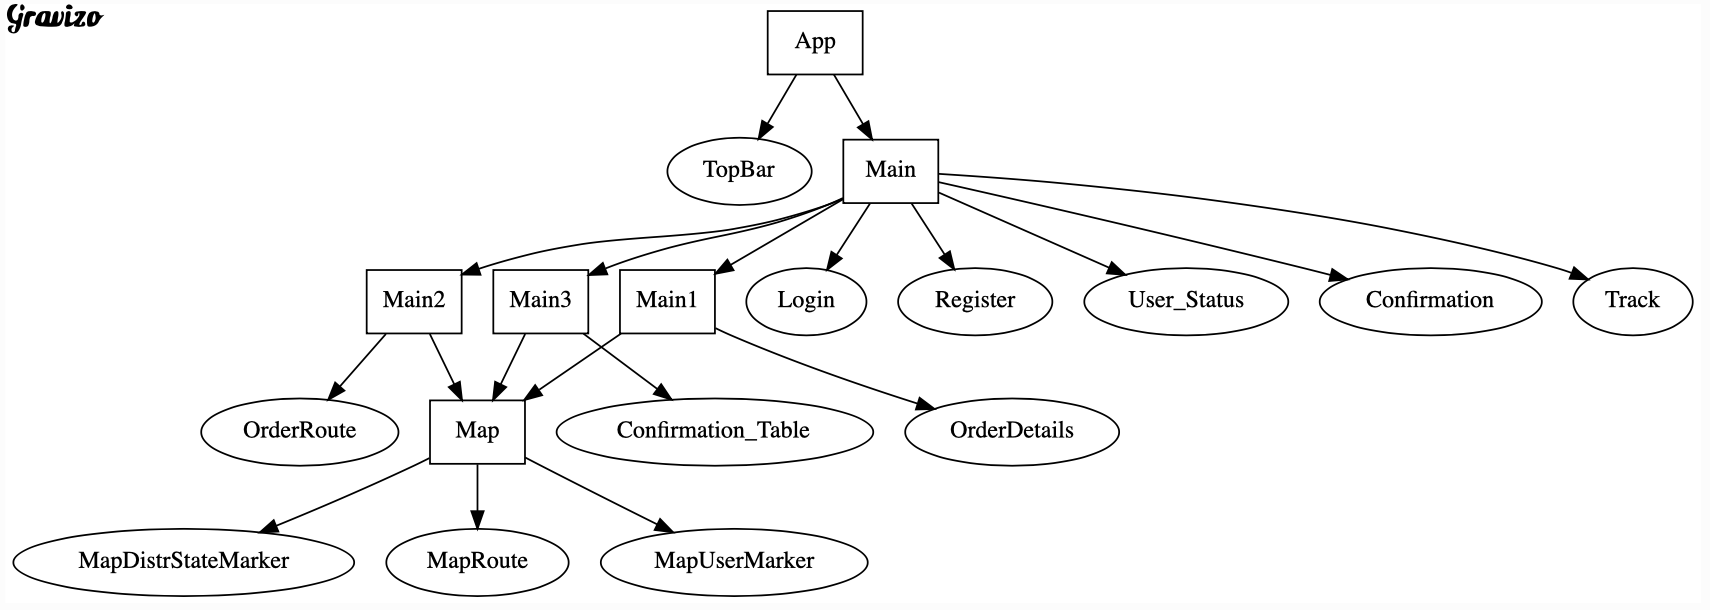 Gravizo
App
TopBar
Main
Main2
Main3
Main1
Login
Register
User_Status
Confirmation
Track
OrderRoute
Map
Confirmation_Table
OrderDetails
MapDistrStateMarker
MapRoute
MapUserMarker